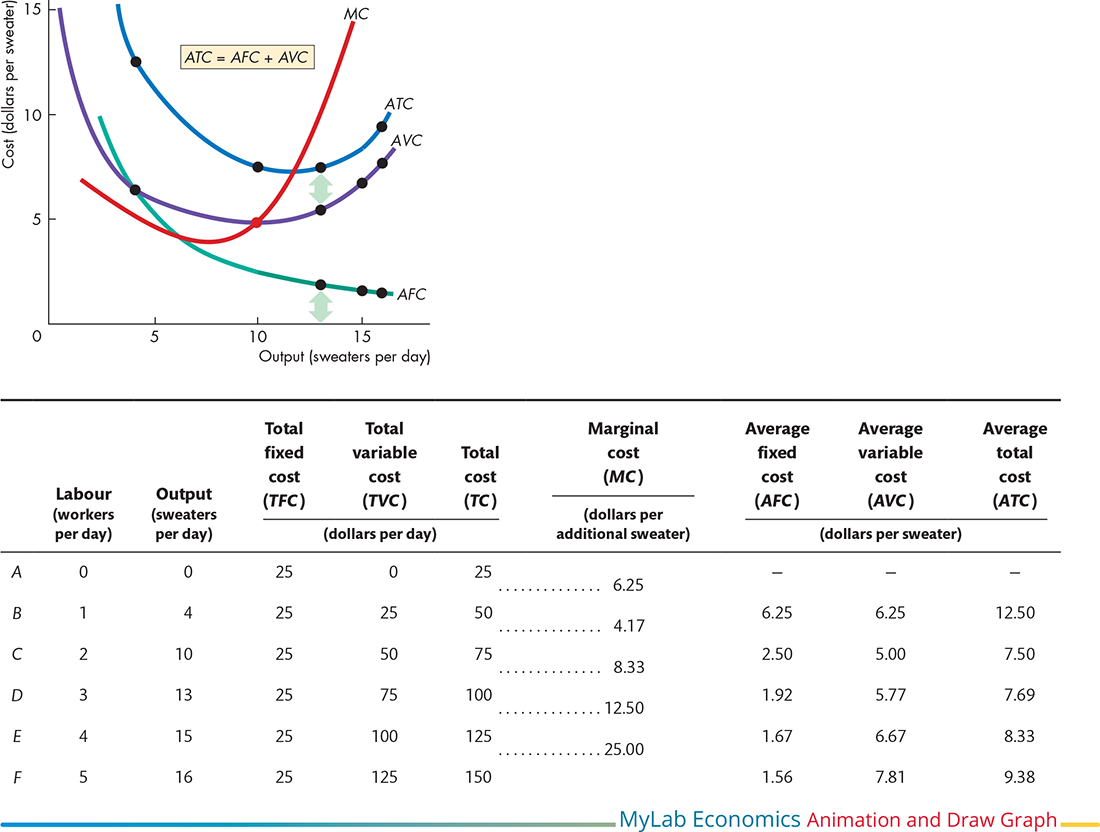 Cost (dollars per sweater)
15
10
5
0
5
10
15
Output (sweaters per day)
ATC = AFC + AVC
MC
ATC
AVC
AFC
Labour
(workers
per day)
Output
(sweaters
per day)
Total
fixed
cost
(TFC)
Total
variable
cost
(TVC)
Total
cost
(TC)
(dollars per day)
Marginal
cost
(MC)
(dollars per
additional sweater)
Average
fixed
cost
(AFC)
Average
variable
cost
(AVC)
Average
total
cost
(ATC)
(dollars per sweater)
A 0 0 25 0 25 – – –
.............. 6.25
B 1 4 25 25 50 6.25 6.25 12.50
.............. 4.17
C 2 10 25 50 75 2.50 5.00 7.50
.............. 8.33
D 3 13 25 75 100 1.92 5.77 7.69
.............. 12.50
E 4 15 25 100 125 1.67 6.67 8.33
.............. 25.00
F 5 16 25 125 150 1.56 7.81 9.38
MyLab Economics Animation and Draw Graph